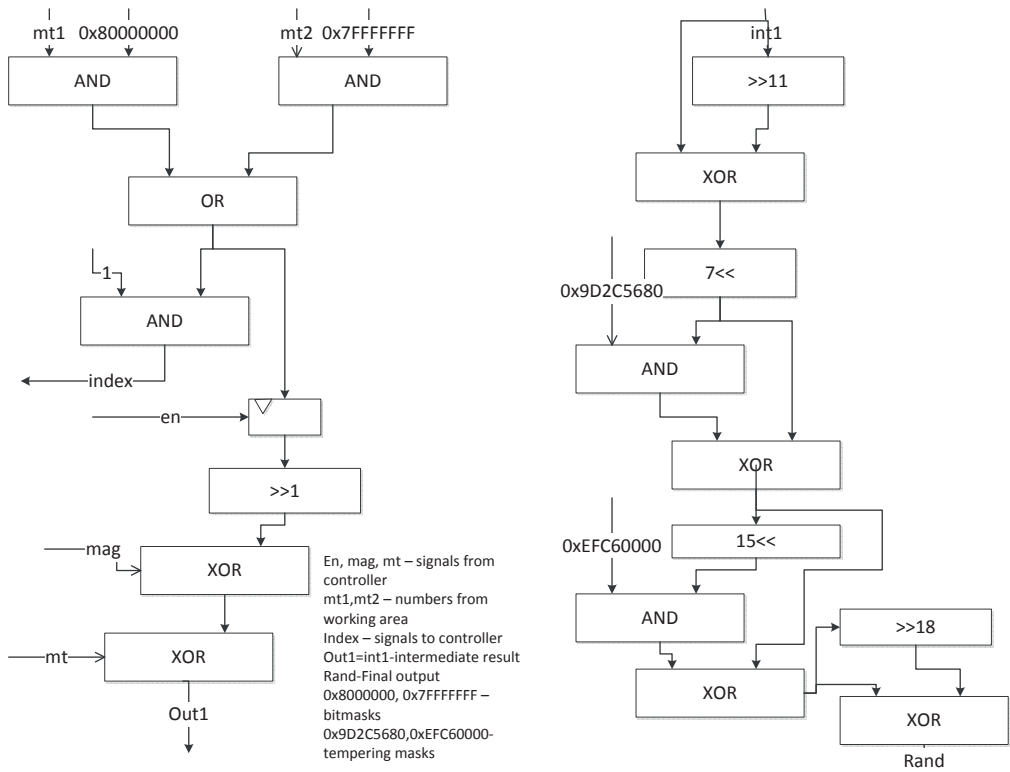 mt1 0x80000000
AND
mt2 0x7FFFFFFF
AND
OR
1
AND
index
en
>>1
mag
XOR
mt
XOR
Out1
En, mag, mt – signals from
controller
mt1,mt2 – numbers from
working area
Index – signals to controller
Out1=int1-intermediate result
Rand-Final output
0x8000000, 0x7FFFFFFF –
bitmasks
0x9D2C5680,0xEFC60000-
tempering masks
int1
>>11
XOR
7<<
0x9D2C5680
AND
XOR
15<<
0xEFC60000
AND
>>18
XOR
XOR
Rand